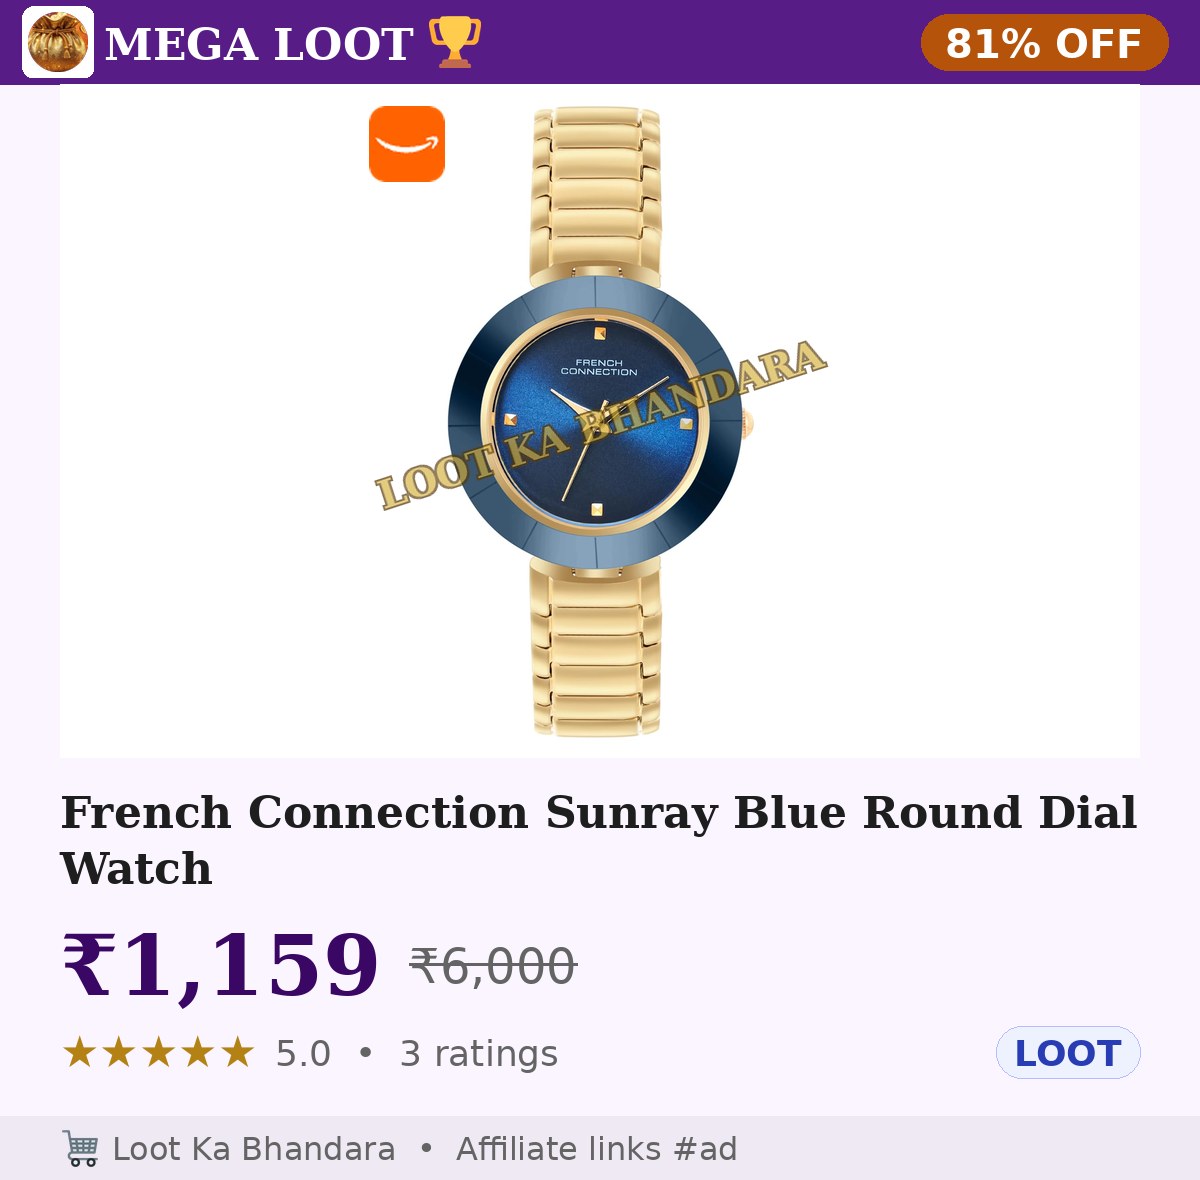 MEGA LOOT 🏆
81% OFF
FRENCH
CONNECTION
LOOT KA BHANDARA
French Connection Sunray Blue Round Dial
Watch
₹1,159 ₹6,000
★★★★★ 5.0 • 3 ratings
LOOT
🛒 Loot Ka Bhandara • Affiliate links #ad